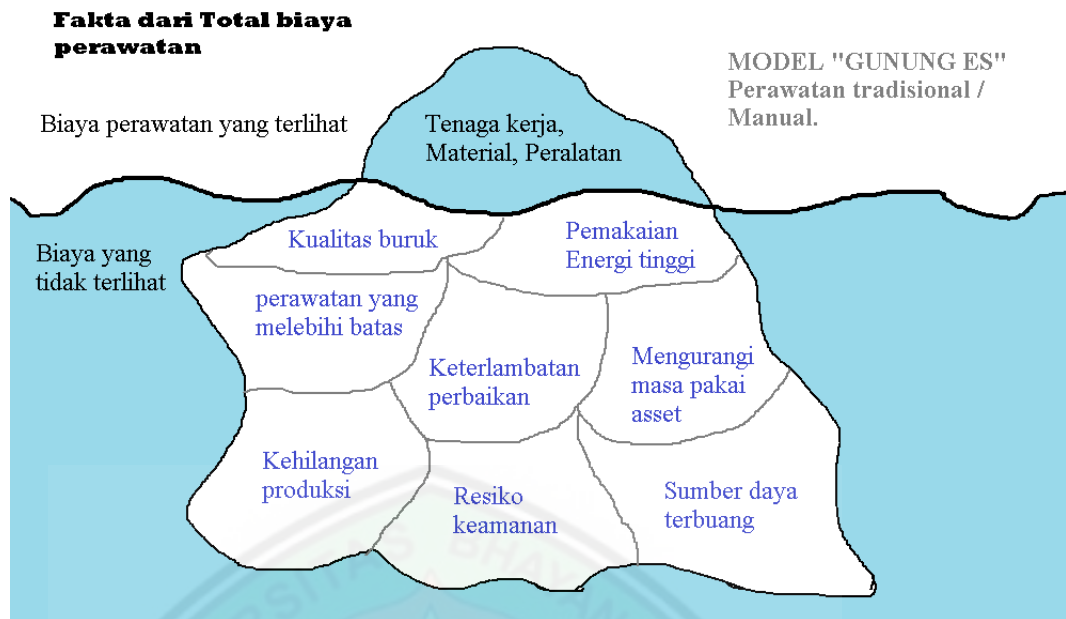 Fakta dari Total biaya
perawatan
MODEL "GUNUNG ES"
Perawatan tradisional /
Manual.
Biaya perawatan yang terlihat
Tenaga kerja,
Material, Peralatan
Biaya yang
tidak terlihat
Kualitas buruk
Pemakaian
Energi tinggi
perawatan yang
melebihi batas
Keterlambatan
perbaikan
Mengurangi
masa pakai
asset
Kehilangan
produksi
Resiko
keamanan
Sumber daya
terbuang